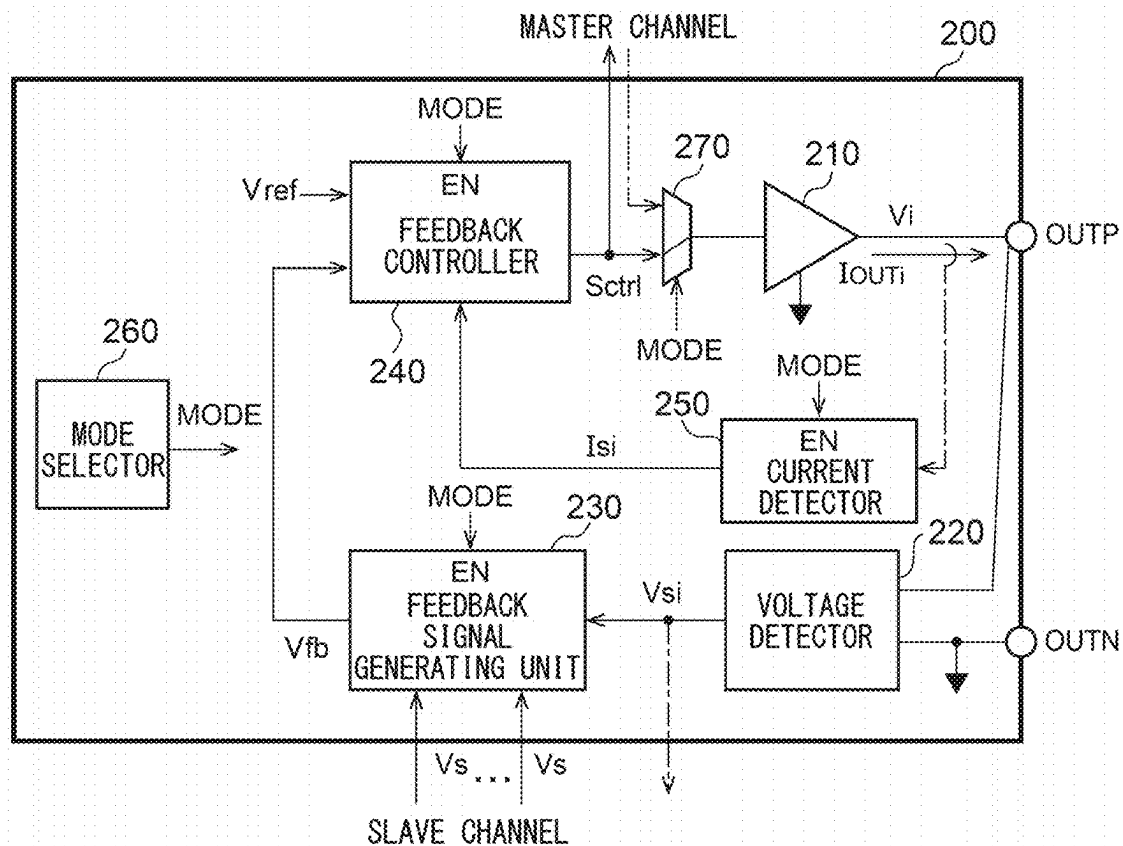 MASTER CHANNEL
200
MODE
270
210
Vref
EN
FEEDBACK
CONTROLLER
Sctrl
Vi
OUTP
IOUTi
240
MODE
260
MODE
SELECTOR
MODE
MODE
250
EN
CURRENT
DETECTOR
Isi
MODE
230
220
EN
FEEDBACK
SIGNAL
GENERATING UNIT
Vfb
Vsi
VOLTAGE
DETECTOR
OUTN
Vs ... Vs
SLAVE CHANNEL